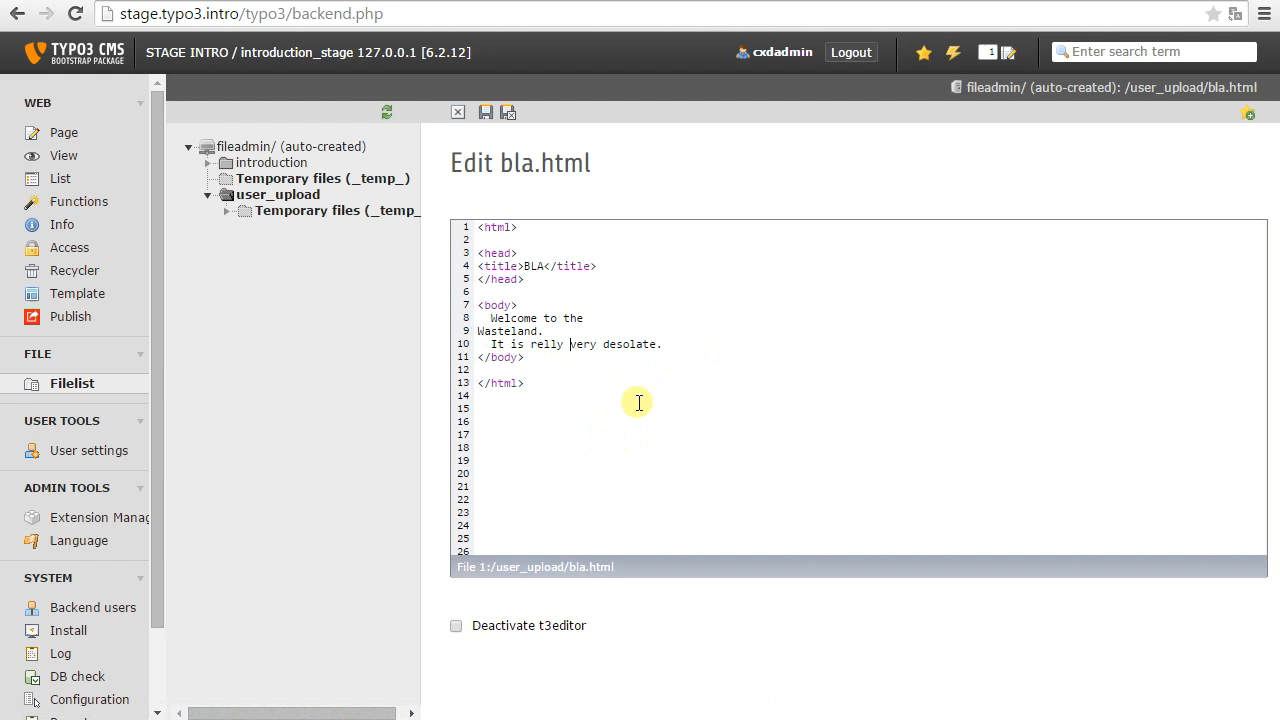 stage.typo3.intro/typo3/backend.php
TYPO3 CMS
BOOTSTRAP PACKAGE
STAGE INTRO / introduction_stage 127.0.0.1 [6.2.12]
cxdadmin
Logout
1
Enter search term
fileadmin/ (auto-created): /user_upload/bla.html
WEB
Page
View
List
Functions
Info
Access
Recycler
Template
Publish
FILE
Filelist
USER TOOLS
User settings
ADMIN TOOLS
Extension Manag
Language
SYSTEM
Backend users
Install
Log
DB check
Configuration
fileadmin/ (auto-created)
introduction
Temporary files (_temp_)
user_upload
Temporary files (_temp_
Edit bla.html
1 <html>
2
3 <head>
4 <title>BLA</title>
5 </head>
6
7 <body>
8 Welcome to the
9 Wasteland.
10 It is relly very desolate.
11 </body>
12
13 </html>
14
15
16
17
18
19
20
21
22
23
24
25
26
File 1:/user_upload/bla.html
Deactivate t3editor